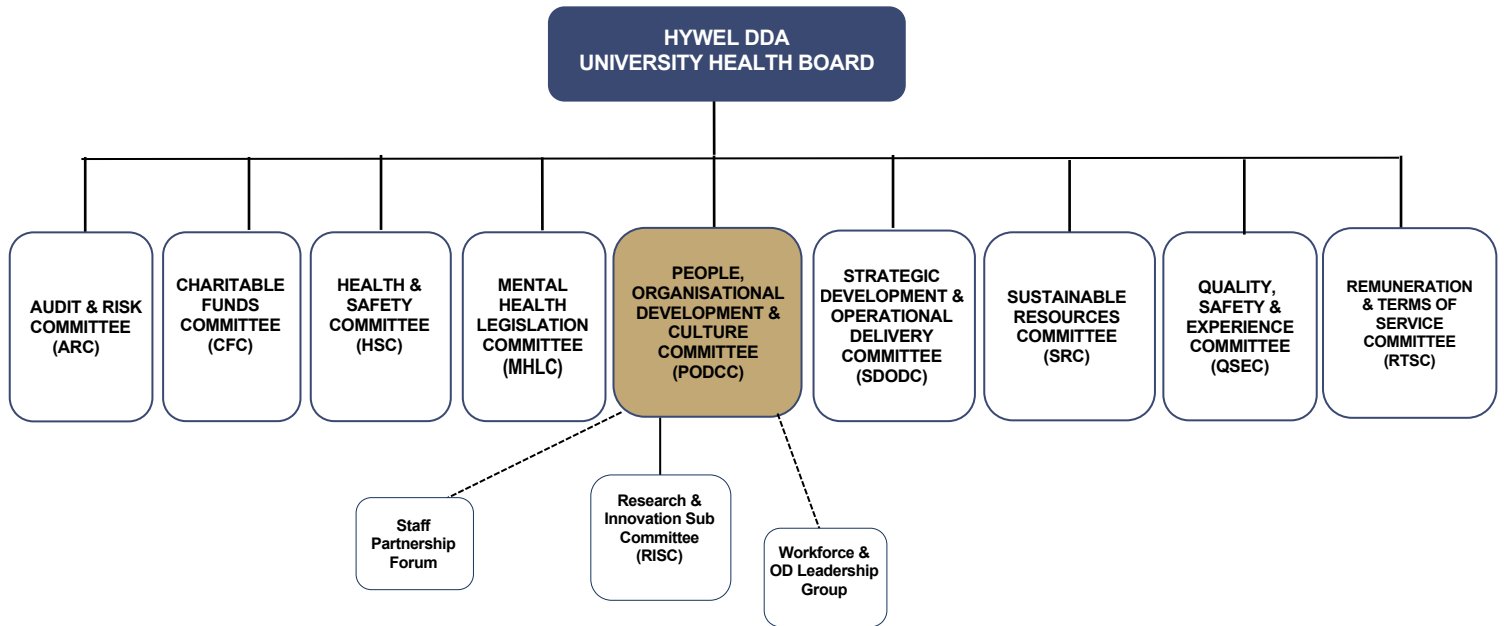 HYWEL DDA
UNIVERSITY HEALTH BOARD
AUDIT & RISK
COMMITTEE
(ARC)
CHARITABLE
FUNDS
COMMITTEE
(CFC)
HEALTH &
SAFETY
COMMITTEE
(HSC)
MENTAL
HEALTH
LEGISLATION
COMMITTEE
(MHLC)
PEOPLE,
ORGANISATIONAL
DEVELOPMENT &
CULTURE
COMMITTEE
(PODCC)
STRATEGIC
DEVELOPMENT &
OPERATIONAL
DELIVERY
COMMITTEE
(SDODC)
SUSTAINABLE
RESOURCES
COMMITTEE
(SRC)
QUALITY,
SAFETY &
EXPERIENCE
COMMITTEE
(QSEC)
REMUNERATION
& TERMS OF
SERVICE
COMMITTEE
(RTSC)
Staff
Partnership
Forum
Research &
Innovation Sub
Committee
(RISC)
Workforce &
OD Leadership
Group